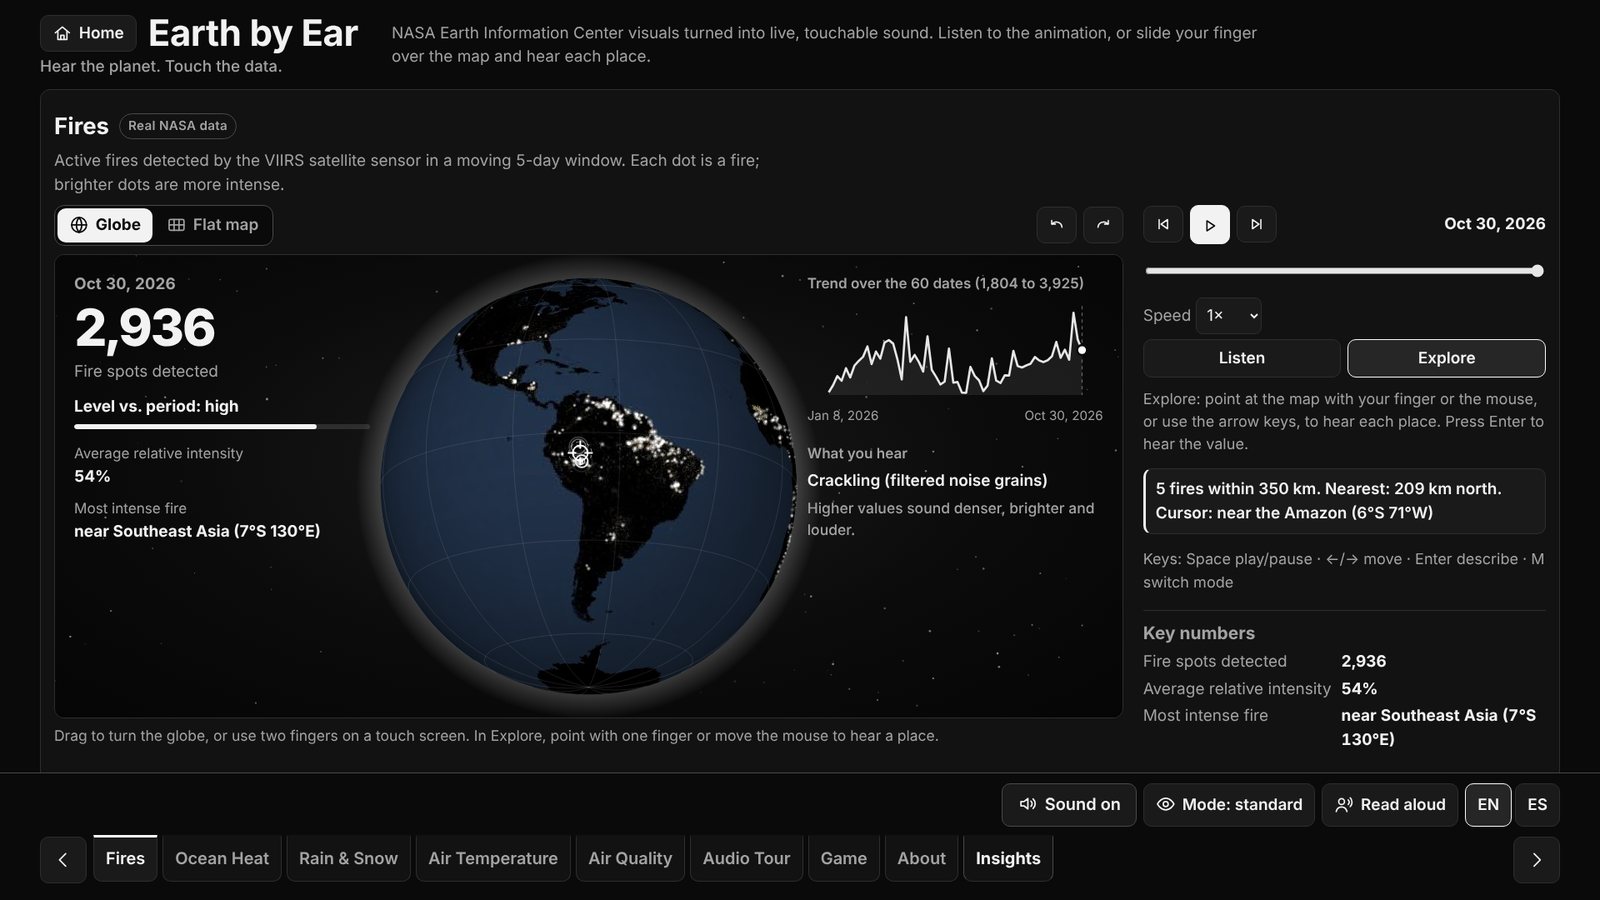 Home
Earth by Ear
Hear the planet. Touch the data.
NASA Earth Information Center visuals turned into live, touchable sound. Listen to the animation, or slide your finger
over the map and hear each place.
Fires
Real NASA data
Active fires detected by the VIIRS satellite sensor in a moving 5-day window. Each dot is a fire;
brighter dots are more intense.
Globe
Flat map
Oct 30, 2026
2,936
Fire spots detected
Level vs. period: high
Average relative intensity
54%
Most intense fire
near Southeast Asia (7°S 130°E)
Trend over the 60 dates (1,804 to 3,925)
Jan 8, 2026
Oct 30, 2026
What you hear
Crackling (filtered noise grains)
Higher values sound denser, brighter and
louder.
Drag to turn the globe, or use two fingers on a touch screen. In Explore, point with one finger or move the mouse to hear a place.
Oct 30, 2026
Speed
1×
Listen
Explore
Explore: point at the map with your finger or the mouse,
or use the arrow keys, to hear each place. Press Enter to
hear the value.
5 fires within 350 km. Nearest: 209 km north.
Cursor: near the Amazon (6°S 71°W)
Keys: Space play/pause · ←/→ move · Enter describe · M
switch mode
Key numbers
Fire spots detected 2,936
Average relative intensity 54%
Most intense fire near Southeast Asia (7°S
130°E)
Sound on
Mode: standard
Read aloud
EN
ES
Fires
Ocean Heat
Rain & Snow
Air Temperature
Air Quality
Audio Tour
Game
About
Insights